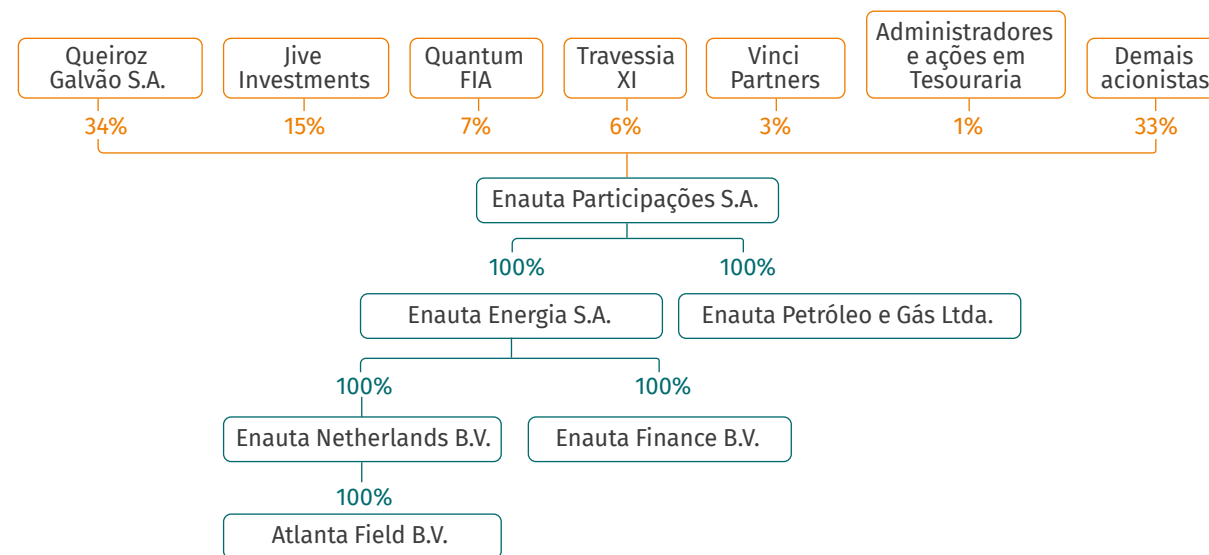 Queiroz
Galvão S.A.
Jive
Investments
Quantum
FIA
Travessia
XI
Vinci
Partners
Administradores
e ações em
Tesouraria
Demais
acionistas
34%
15%
7%
6%
3%
1%
33%
Enauta Participações S.A.
100%
100%
Enauta Energia S.A.
Enauta Petróleo e Gás Ltda.
100%
100%
Enauta Netherlands B.V.
Enauta Finance B.V.
100%
Atlanta Field B.V.